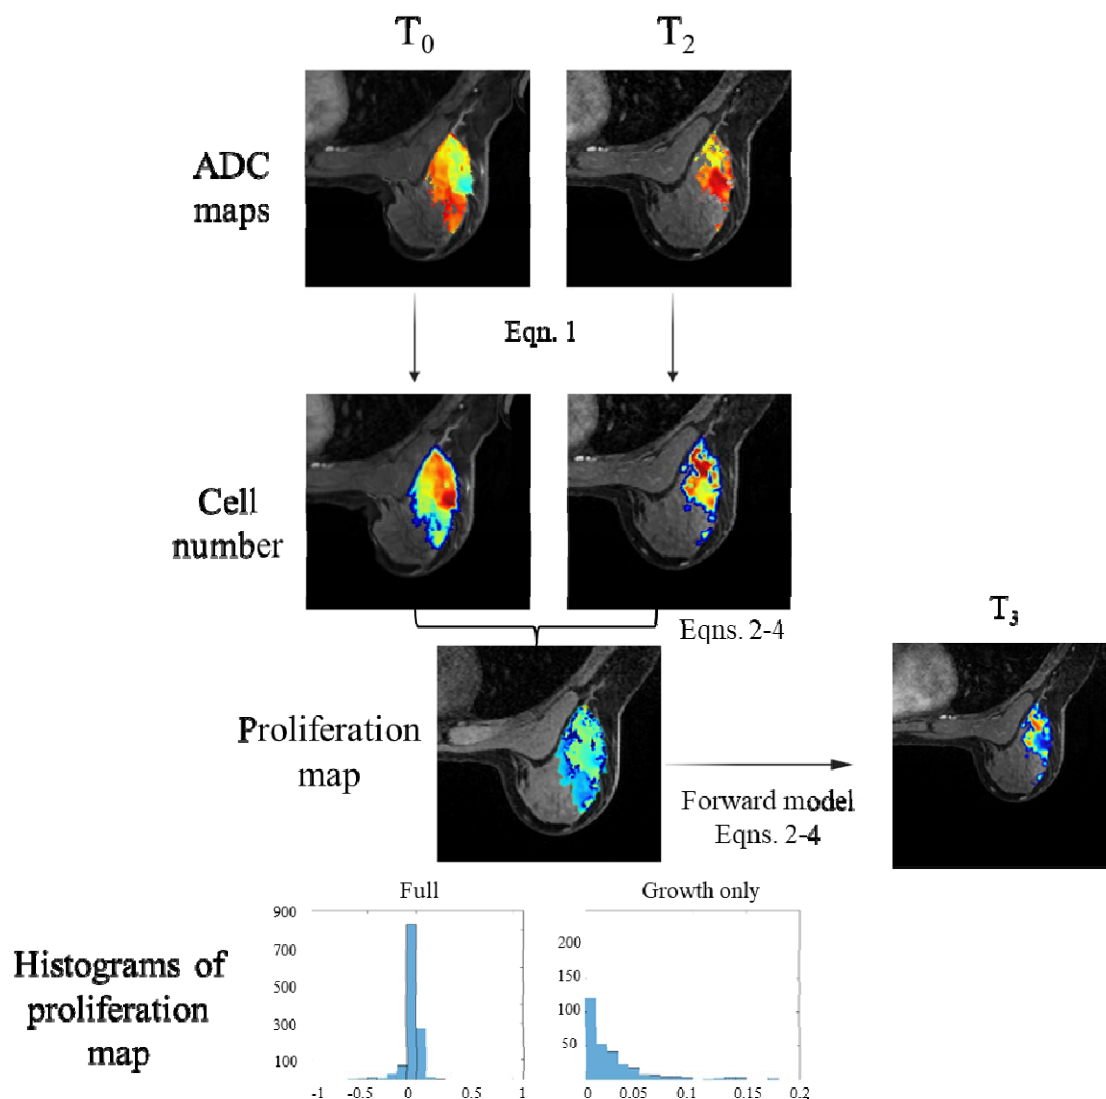 T₀ T₂
ADC
maps
Eqn. 1
Cell
number
Eqns. 2-4
T₃
Proliferation
map
Forward model
Eqns. 2-4
Full
Growth only
Histograms of
proliferation
map
900
700
500
300
100
-1 -0.5 0 0.5 1
200
150
100
50
0 0.05 0.1 0.15 0.2